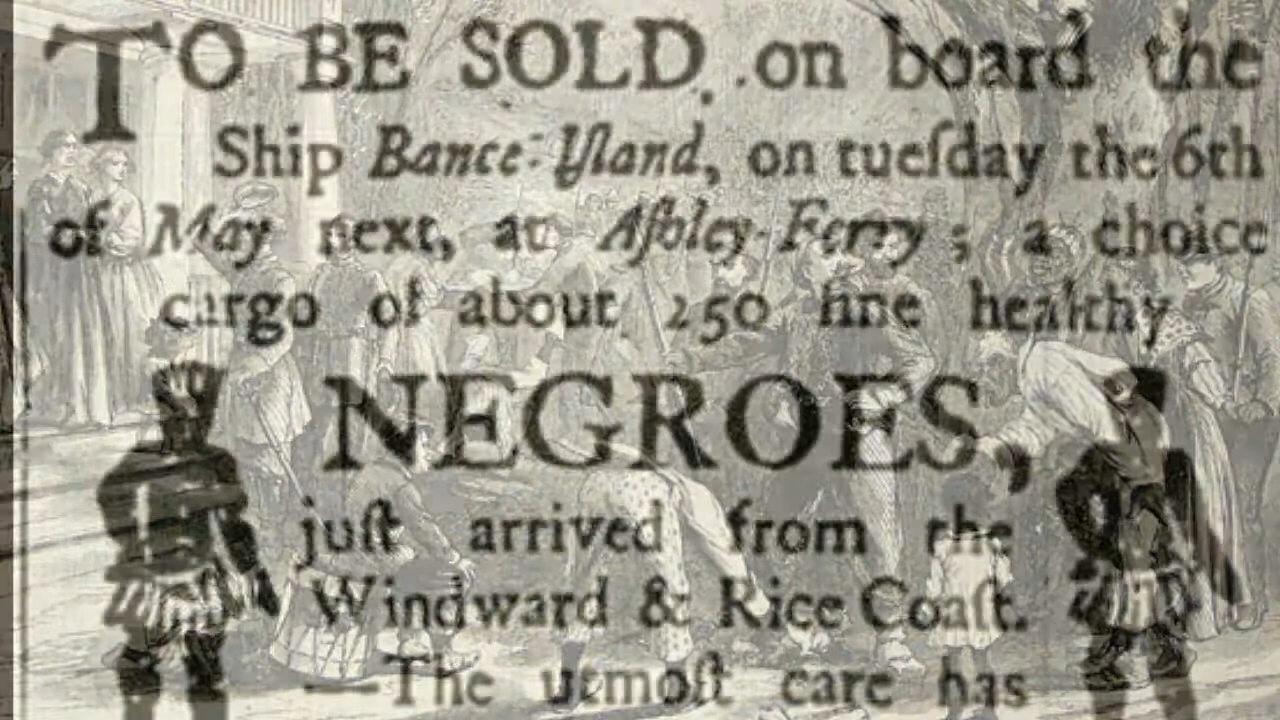 TO BE SOLD, on board the
Ship Bance-Yſland, on tueſday the 6th
of May next, at Aſhley-Ferry; a choice
cargo of about 250 fine healthy
NEGROES,
juſt arrived from the
Windward & Rice Coaſt.
—The utmoſt care has